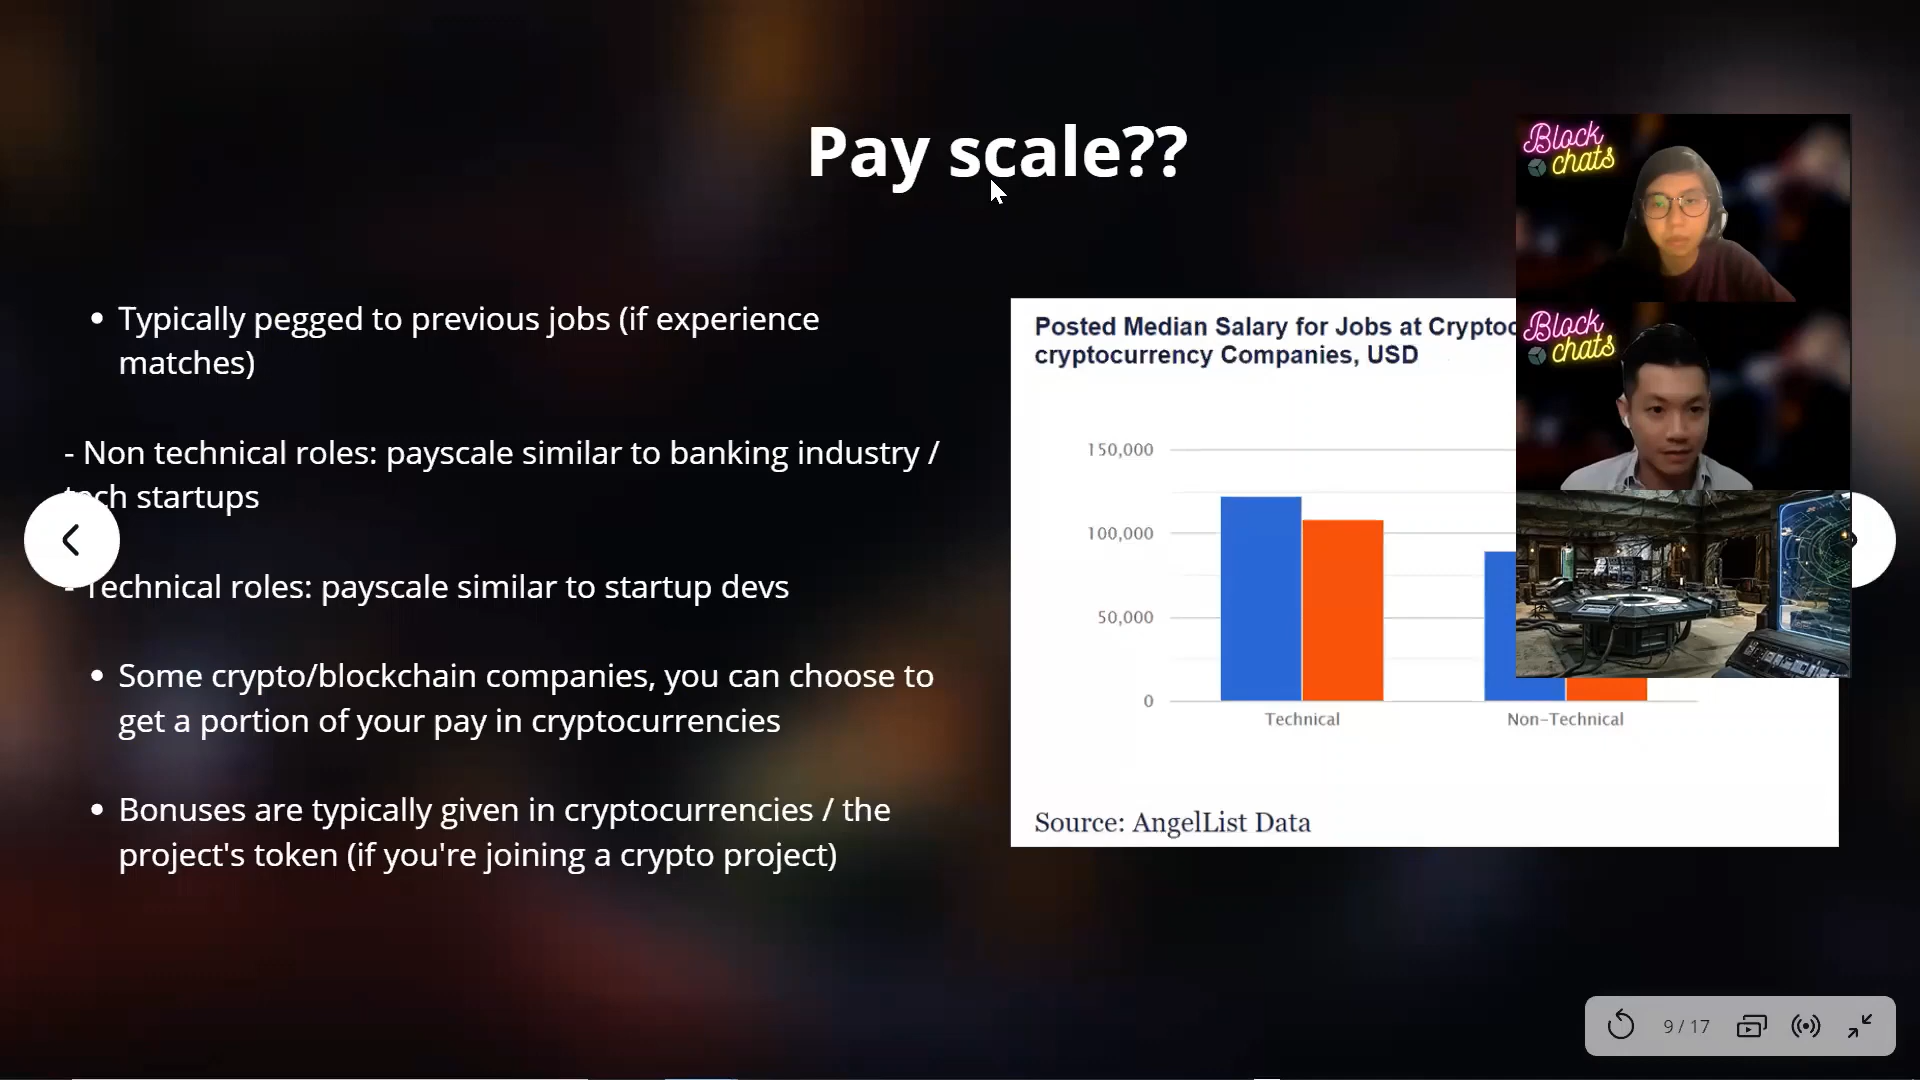 Pay scale??
• Typically pegged to previous jobs (if experience
matches)
- Non technical roles: payscale similar to banking industry /
startups
- Technical roles: payscale similar to startup devs
• Some crypto/blockchain companies, you can choose to
get a portion of your pay in cryptocurrencies
• Bonuses are typically given in cryptocurrencies / the
project's token (if you're joining a crypto project)
Posted Median Salary for Jobs at
cryptocurrency Companies, USD
150,000
100,000
50,000
0
Technical
Non-Technical
Source: AngelList Data
Block
chats
Block
chats
9 / 17